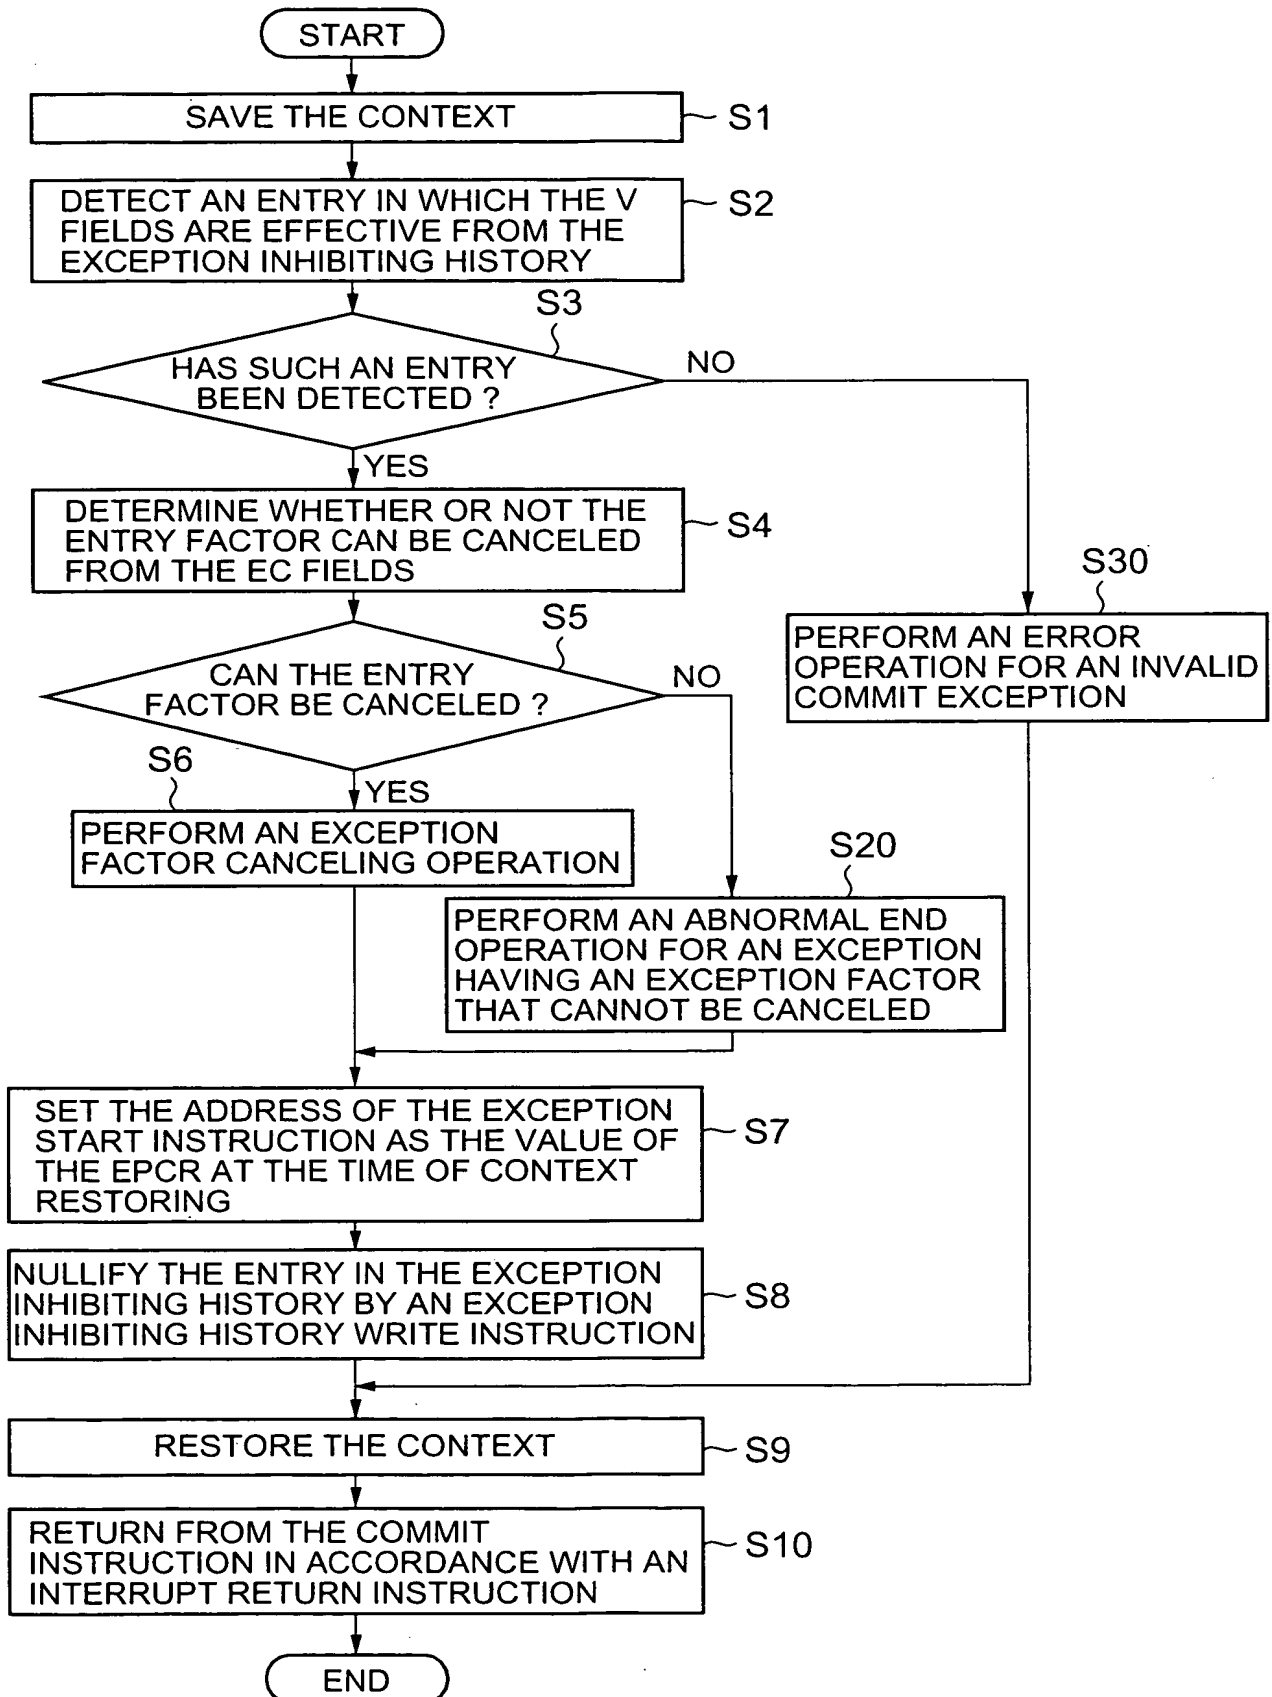 START
SAVE THE CONTEXT
S1
DETECT AN ENTRY IN WHICH THE V
FIELDS ARE EFFECTIVE FROM THE
EXCEPTION INHIBITING HISTORY
S2
S3
HAS SUCH AN ENTRY
BEEN DETECTED ?
NO
YES
DETERMINE WHETHER OR NOT THE
ENTRY FACTOR CAN BE CANCELED
FROM THE EC FIELDS
S4
S30
PERFORM AN ERROR
OPERATION FOR AN INVALID
COMMIT EXCEPTION
S5
CAN THE ENTRY
FACTOR BE CANCELED ?
NO
YES
S6
PERFORM AN EXCEPTION
FACTOR CANCELING OPERATION
S20
PERFORM AN ABNORMAL END
OPERATION FOR AN EXCEPTION
HAVING AN EXCEPTION FACTOR
THAT CANNOT BE CANCELED
SET THE ADDRESS OF THE EXCEPTION
START INSTRUCTION AS THE VALUE OF
THE EPCR AT THE TIME OF CONTEXT
RESTORING
S7
NULLIFY THE ENTRY IN THE EXCEPTION
INHIBITING HISTORY BY AN EXCEPTION
INHIBITING HISTORY WRITE INSTRUCTION
S8
RESTORE THE CONTEXT
S9
RETURN FROM THE COMMIT
INSTRUCTION IN ACCORDANCE WITH AN
INTERRUPT RETURN INSTRUCTION
S10
END